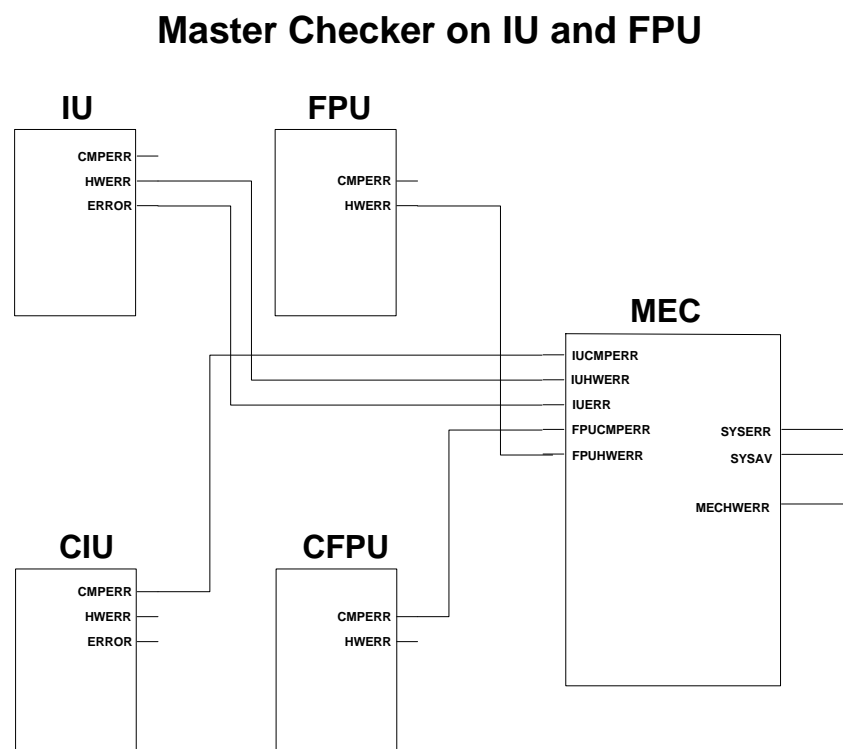 Master Checker on IU and FPU
IU
CMPERR
HWERR
ERROR
FPU
CMPERR
HWERR
MEC
IUCMPERR
IUHWERR
IUERR
FPUCMPERR
FPUHWERR
SYSERR
SYSAV
MECHWERR
CIU
CMPERR
HWERR
ERROR
CFPU
CMPERR
HWERR